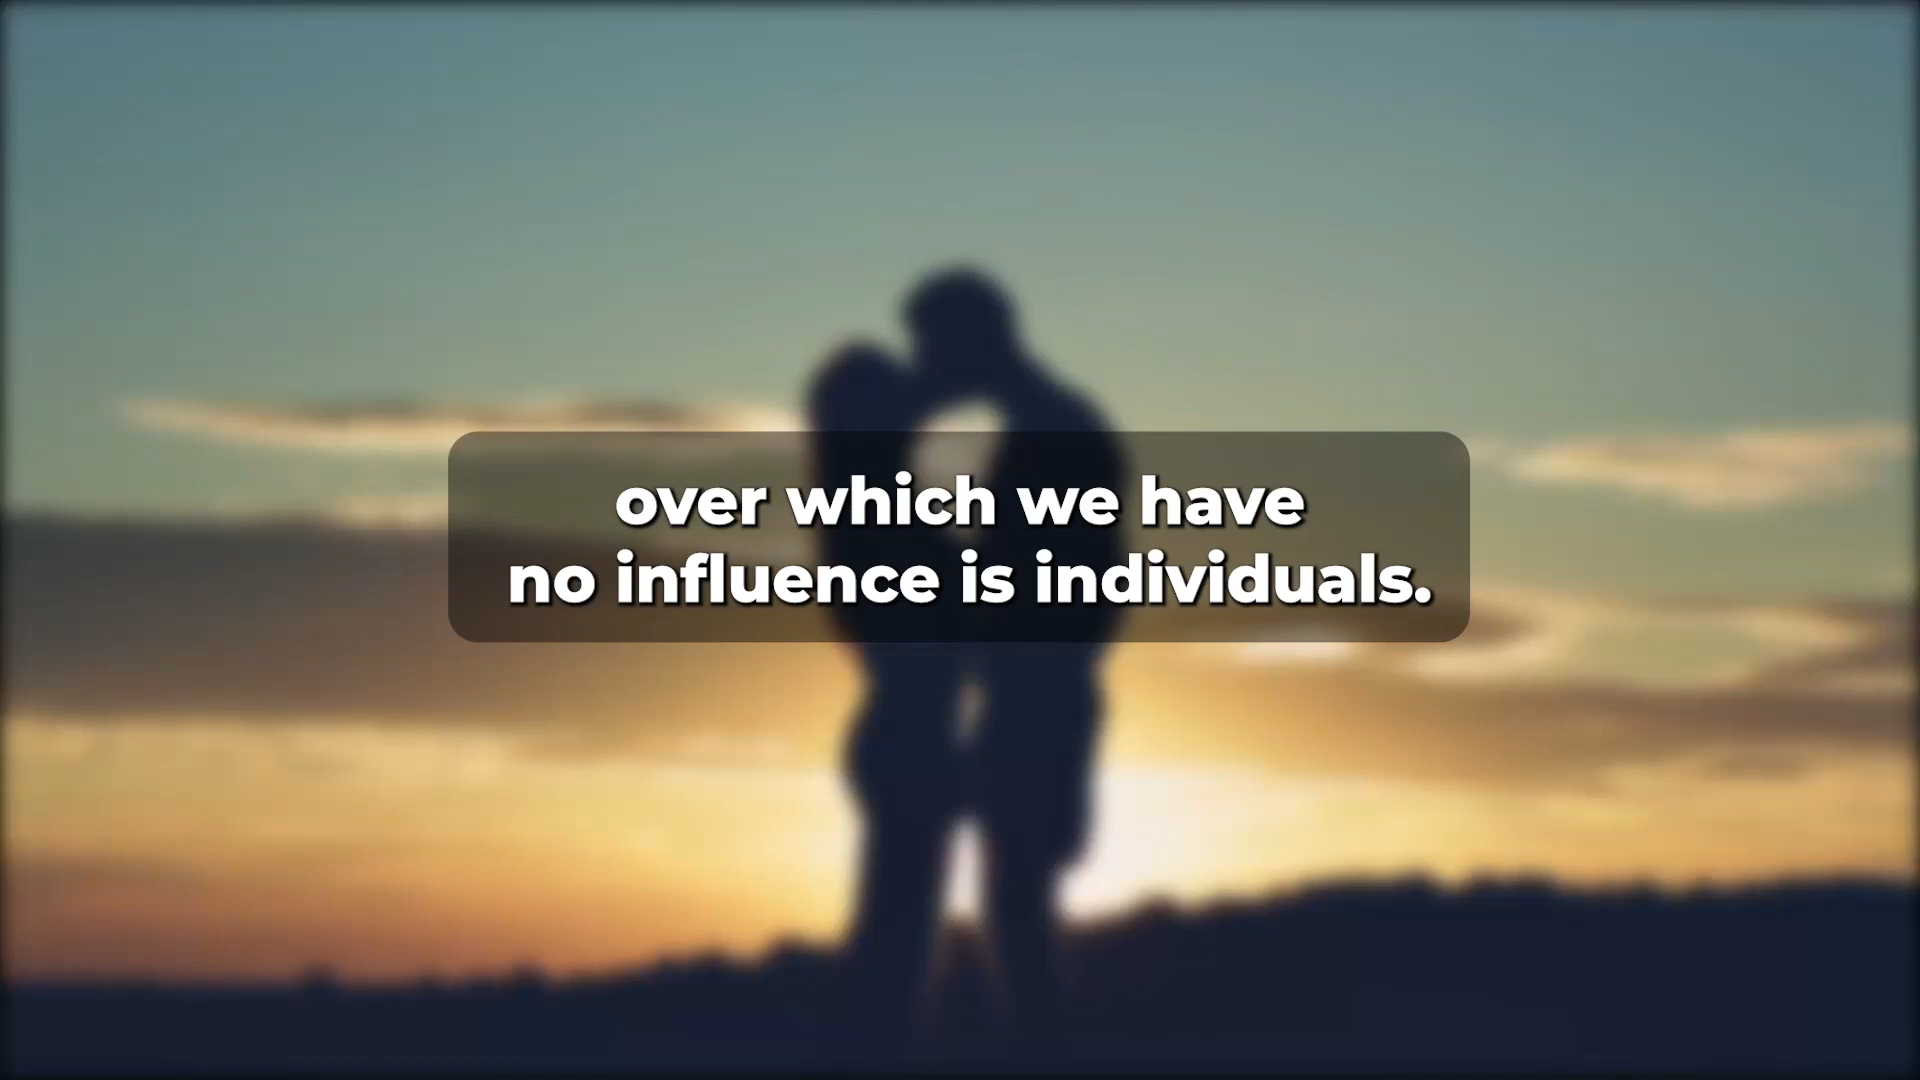 over which we have
no influence is individuals.